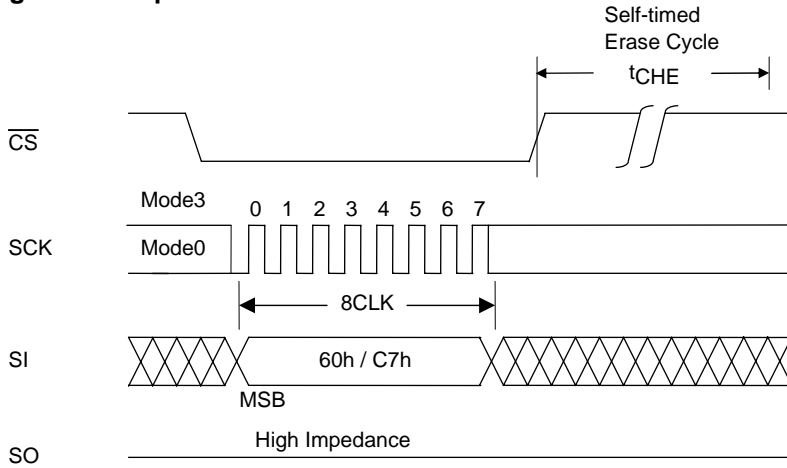 Self-timed
Erase Cycle
tCHE
CS
Mode3
0 1 2 3 4 5 6 7
SCK
Mode0
8CLK
SI
60h / C7h
MSB
High Impedance
SO